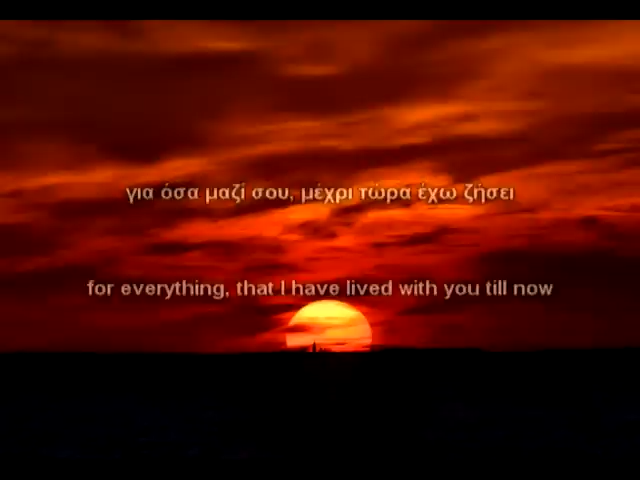 για όσα μαζί σου, μέχρι τώρα έχω ζήσει
for everything, that I have lived with you till now